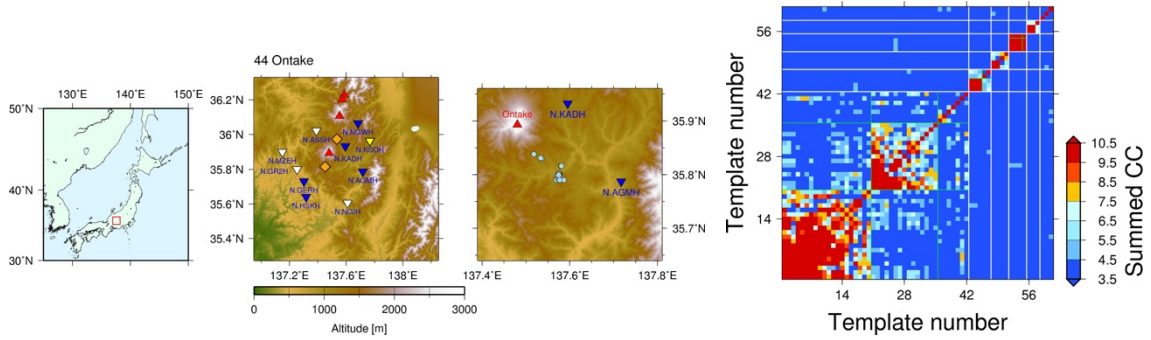 130˚E 140˚E 150˚E
50˚N
40˚N
30˚N
44 Ontake
36.2˚N
36˚N
35.8˚N
35.6˚N
35.4˚N
N.NGWH
N.ASSH
N.KSOH
N.KADH
N.MZEH
N.GR2H
N.AGMH
N.GERH
N.HSKH
N.NGIH
137.2˚E 137.6˚E 138˚E
0 1000 2000 3000
Altitude [m]
Ontake
N.KADH
N.AGMH
35.9˚N
35.8˚N
35.7˚N
137.4˚E 137.6˚E 137.8˚E
Template number
56
42
28
14
14 28 42 56
Template number
10.5
9.5
8.5
7.5
6.5
5.5
4.5
3.5
Summed CC